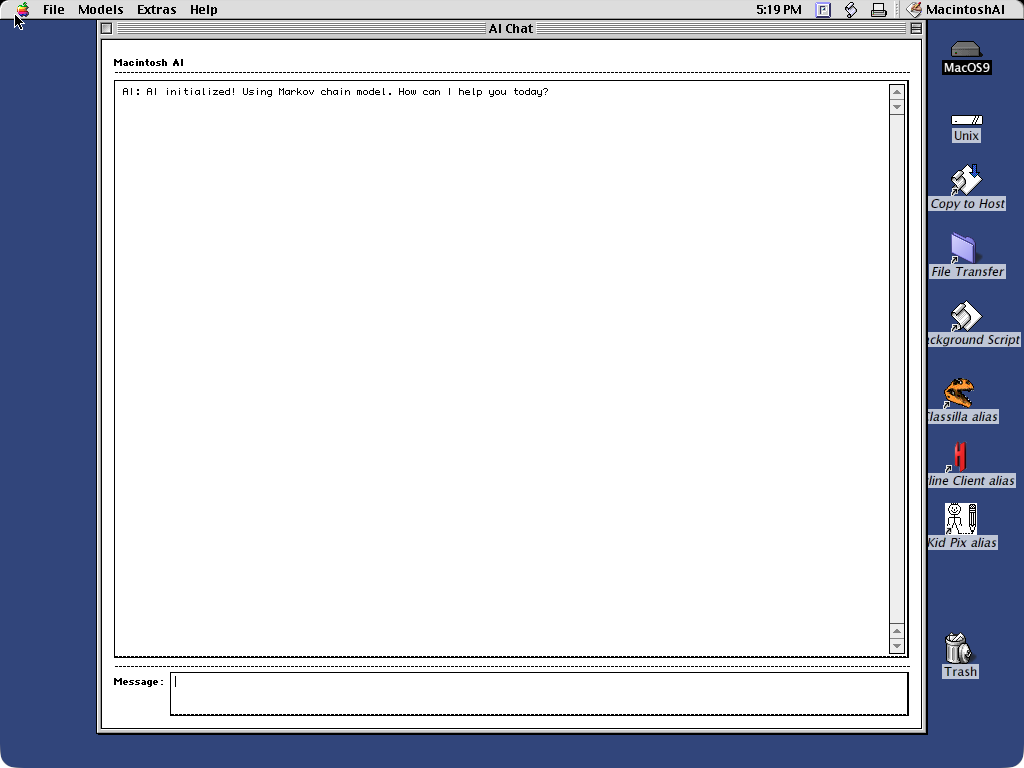 File Models Extras Help 5:19 PM MacintoshAI
AI Chat
Macintosh AI
AI: AI initialized! Using Markov chain model. How can I help you today?
Message:
MacOS9
Unix
Copy to Host
File Transfer
ckground Script
Classilla alias
line Client alias
Kid Pix alias
Trash